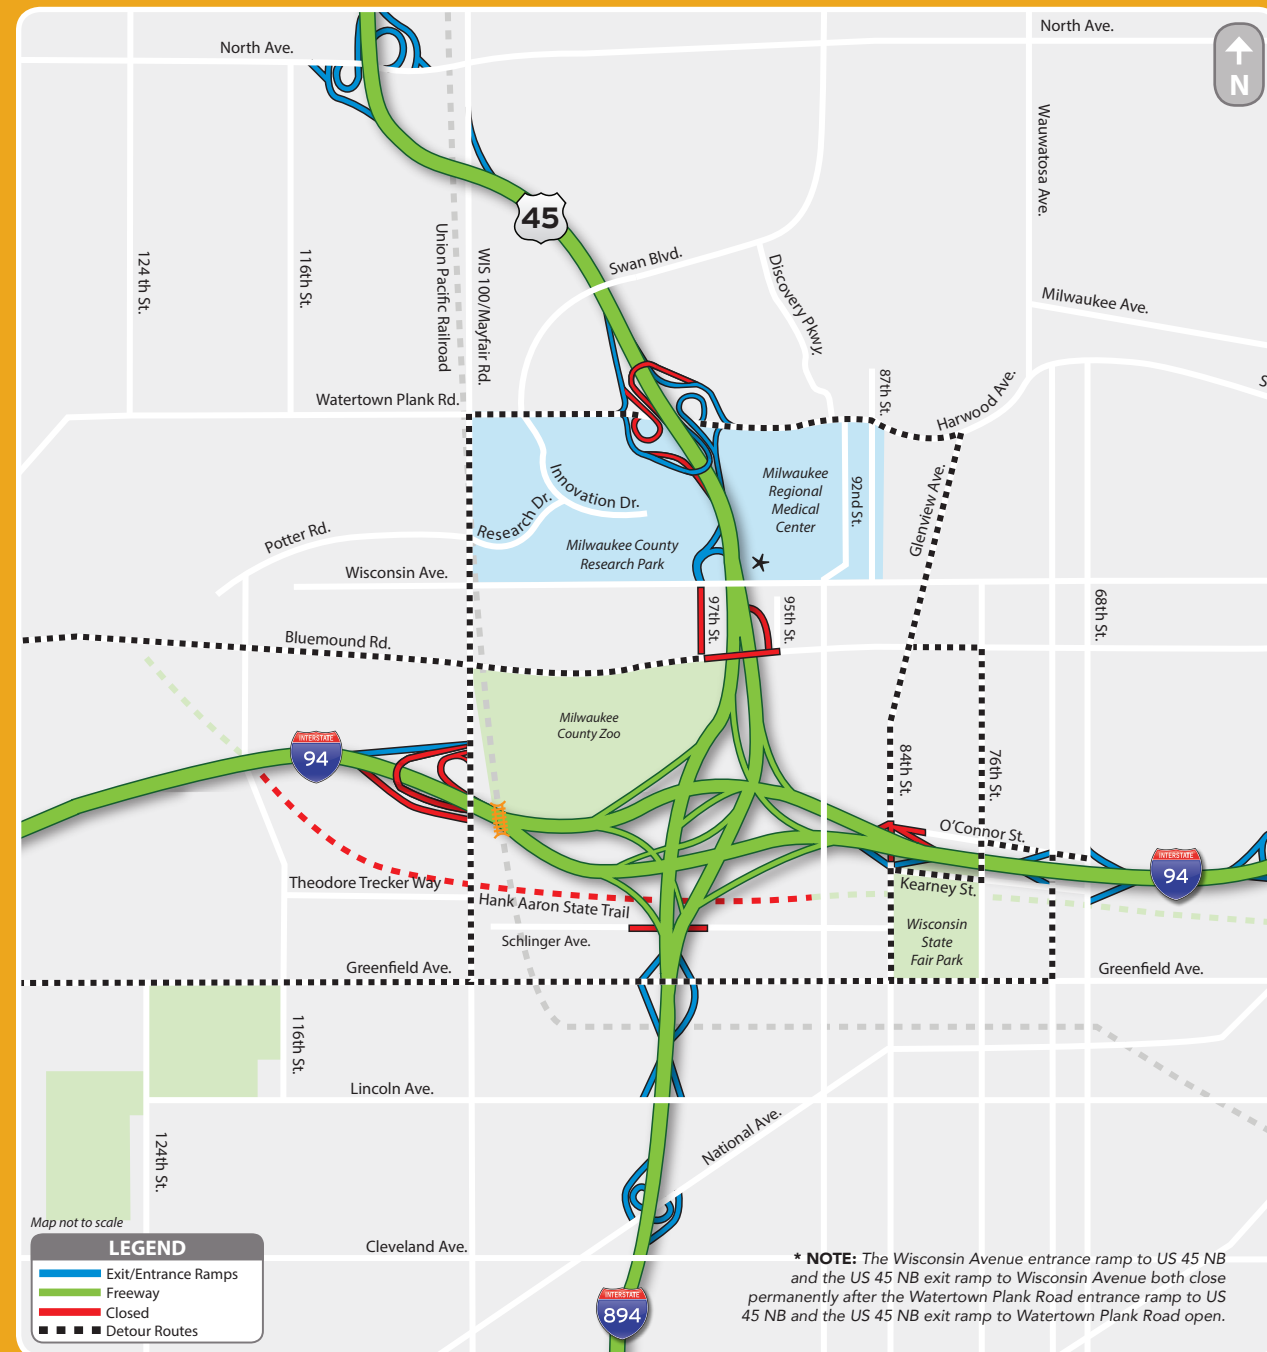 North Ave.
North Ave.
N
Wauwatosa Ave.
45
124 th St.
116th St.
Union Pacific Railroad
WIS 100/Mayfair Rd.
Swan Blvd.
Discovery Pkwy.
Milwaukee Ave.
S
87th St.
Harwood Ave.
Watertown Plank Rd.
Milwaukee
Regional
Medical
Center
92nd St.
Glenview Ave.
Innovation Dr.
Research Dr.
Potter Rd.
Milwaukee County
Research Park
*
Wisconsin Ave.
97th St.
95th St.
68th St.
Bluemound Rd.
Milwaukee
County Zoo
INTERSTATE
94
84th St.
76th St.
O'Connor St.
INTERSTATE
94
Theodore Trecker Way
Hank Aaron State Trail
Kearney St.
Schlinger Ave.
Wisconsin
State
Fair Park
Greenfield Ave.
Greenfield Ave.
116th St.
Lincoln Ave.
National Ave.
124th St.
Map not to scale
Cleveland Ave.
LEGEND
Exit/Entrance Ramps
Freeway
Closed
Detour Routes
INTERSTATE
894
* NOTE: The Wisconsin Avenue entrance ramp to US 45 NB
and the US 45 NB exit ramp to Wisconsin Avenue both close
permanently after the Watertown Plank Road entrance ramp to US
45 NB and the US 45 NB exit ramp to Watertown Plank Road open.